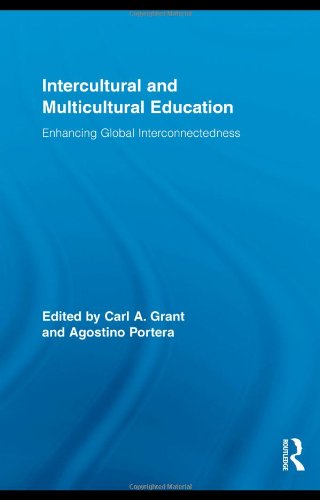 Intercultural and
Multicultural Education
Enhancing Global Interconnectedness
Edited by Carl A. Grant
and Agostino Portera
R
ROUTLEDGE